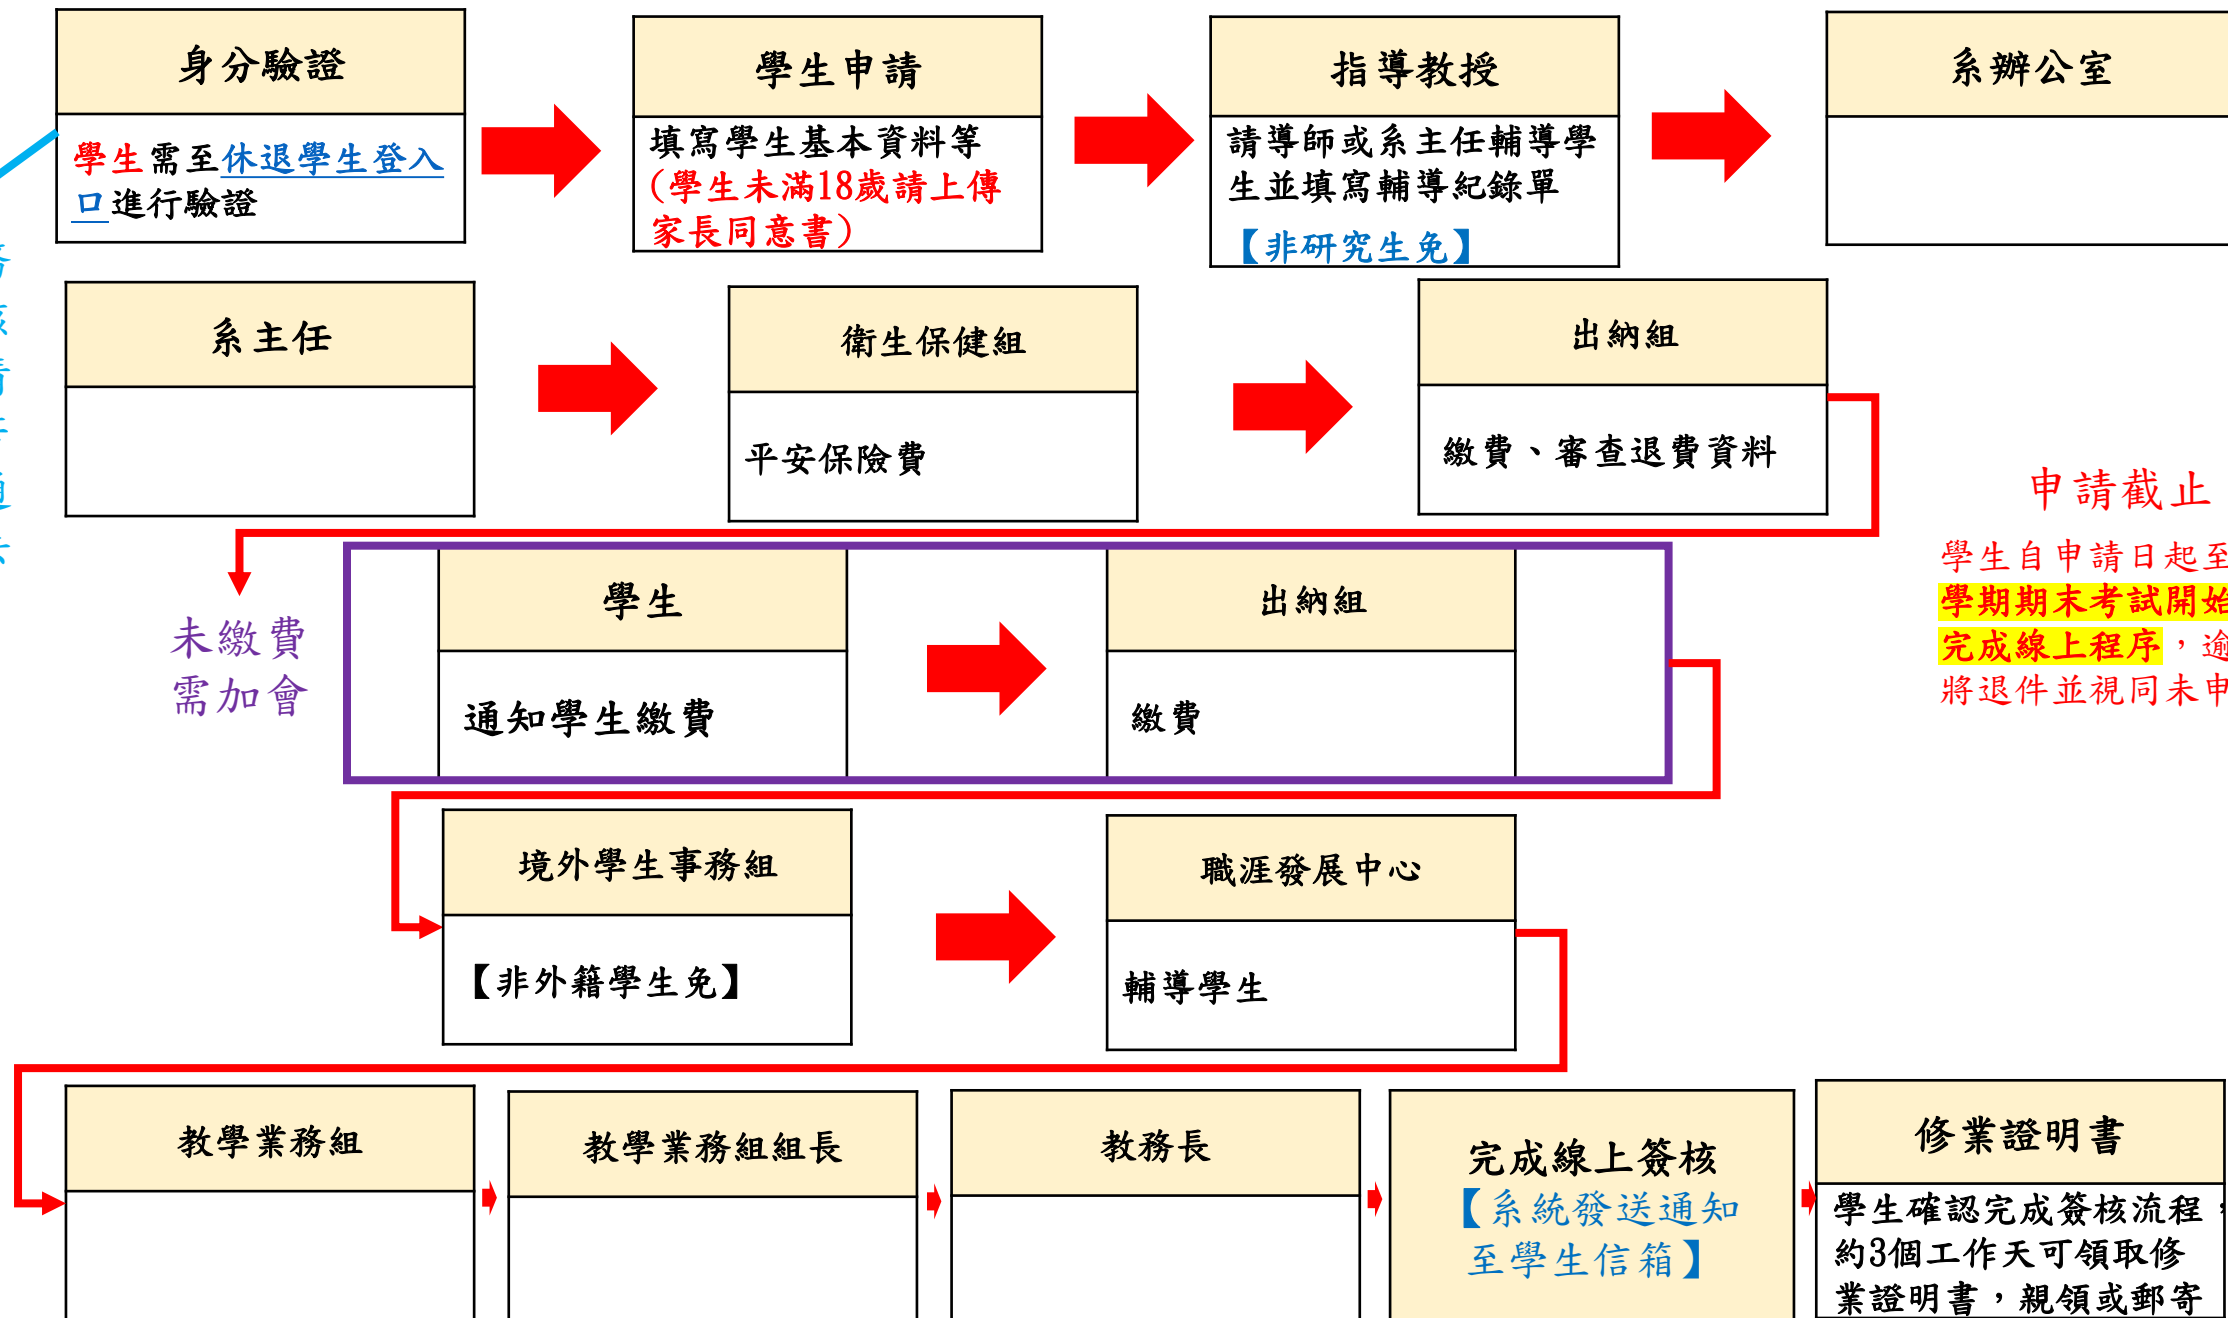 身分驗證
學生需至休退學生登入
口進行驗證
學生申請
填寫學生基本資料等
(學生未滿18歲請上傳
家長同意書)
指導教授
請導師或系主任輔導學
生並填寫輔導紀錄單
【非研究生免】
系辦公室
系主任
衛生保健組
平安保險費
出納組
繳費、審查退費資料
申請截止
學生自申請日起至
學期期末考試開始
完成線上程序，逾
將退件並視同未申
未繳費
需加會
學生
通知學生繳費
出納組
繳費
境外學生事務組
【非外籍學生免】
職涯發展中心
輔導學生
教學業務組
教學業務組組長
教務長
完成線上簽核
【系統發送通知
至學生信箱】
修業證明書
學生確認完成簽核流程，
約3個工作天可領取修
業證明書，親領或郵寄